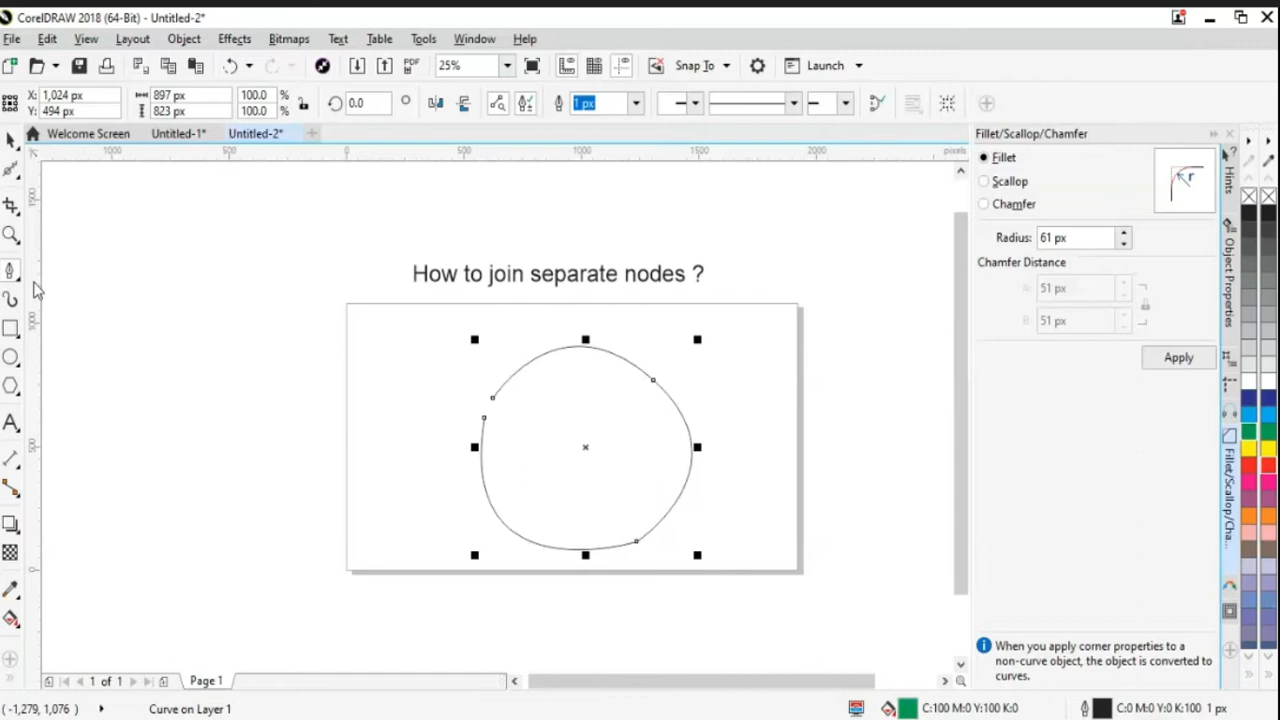 CorelDRAW 2018 (64-Bit) - Untitled-2*
File Edit View Layout Object Effects Bitmaps Text Table Tools Window Help
PDF 25% Snap To Launch
X: 1,024 px 897 px 100.0 % 0.0 1 px
Y: 494 px 823 px 100.0 %
Welcome Screen Untitled-1* Untitled-2*
1000 500 0 500 1000 1500 2000 pixels
1500
1000
500
0
How to join separate nodes ?
Fillet/Scallop/Chamfer
Fillet
Scallop
Chamfer
r
Radius: 61 px
Chamfer Distance
A: 51 px
B: 51 px
Apply
When you apply corner properties to a
non-curve object, the object is converted to
curves.
Hints
Object Properties
Fillet/Scallop/Cha...
1 of 1 Page 1
(-1,279, 1,076) Curve on Layer 1 C:100 M:0 Y:100 K:0 C:0 M:0 Y:0 K:100 1 px